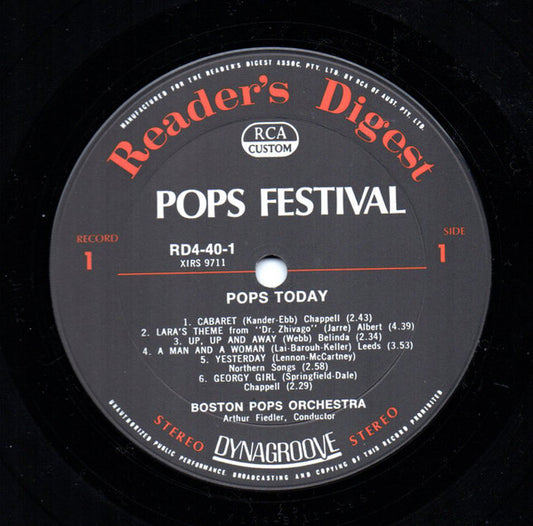 MANUFACTURED FOR THE READER'S DIGEST ASSOC. PTY. LTD. BY RCA OF AUST. PTY. LTD.
Reader's Digest
RCA
CUSTOM
POPS FESTIVAL
RECORD
1
SIDE
1
RD4-40-1
XIRS 9711
POPS TODAY
1. CABARET (Kander-Ebb) Chappell (2.43)
2. LARA'S THEME from "Dr. Zhivago" (Jarre) Albert (4.39)
3. UP, UP AND AWAY (Webb) Belinda (2.34)
4. A MAN AND A WOMAN (Lai-Barouh-Keller) Leeds (3.53)
5. YESTERDAY (Lennon-McCartney)
Northern Songs (2.58)
6. GEORGY GIRL (Springfield-Dale)
Chappell (2.29)
BOSTON POPS ORCHESTRA
Arthur Fiedler, Conductor
STEREO DYNAGROOVE STEREO
UNAUTHORIZED PUBLIC PERFORMANCE, BROADCASTING AND COPYING OF THIS RECORD PROHIBITED